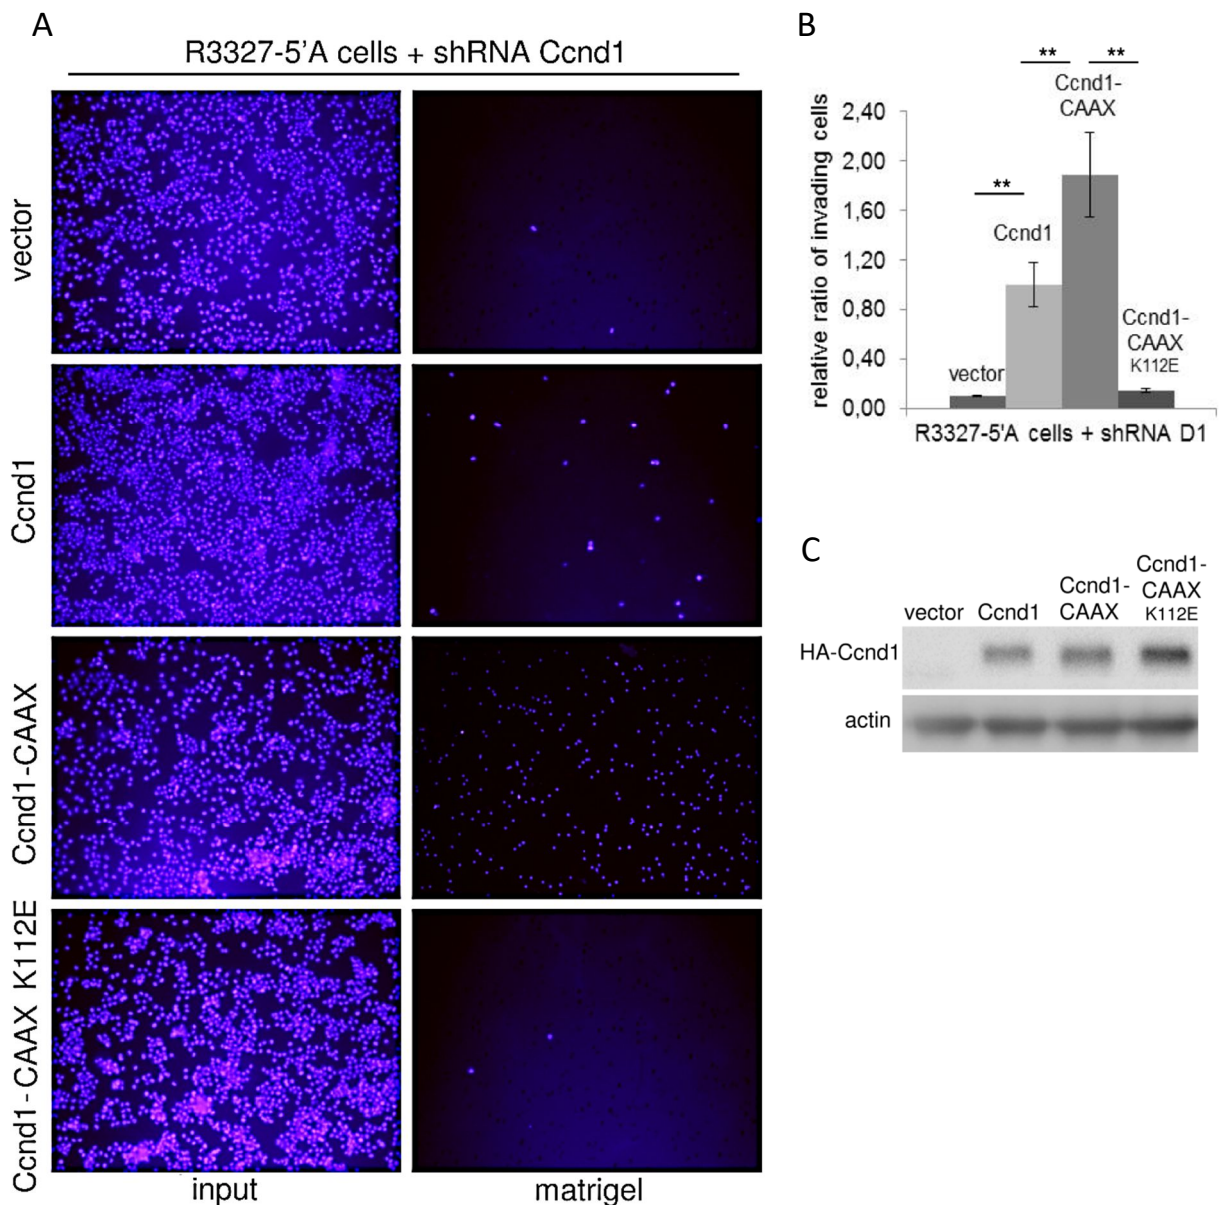 A
R3327-5'A cells + shRNA Ccnd1
vector
Ccnd1
Ccnd1-CAAX
Ccnd1- CAAX K112E
input
matrigel
B
**
**
**
relative ratio of invading cells
2,40
2,00
1,60
1,20
0,80
0,40
0,00
vector
Ccnd1
Ccnd1-
CAAX
Ccnd1-
CAAX
K112E
R3327-5'A cells + shRNA D1
C
vector
Ccnd1
Ccnd1-
CAAX
Ccnd1-
CAAX
K112E
HA-Ccnd1
actin